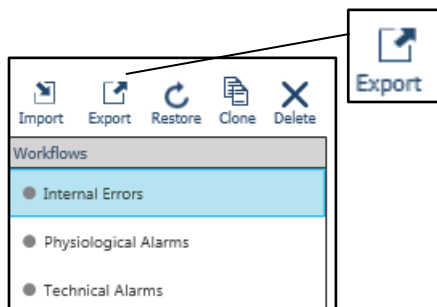 Export
Import Export Restore Clone Delete
Workflows
Internal Errors
Physiological Alarms
Technical Alarms